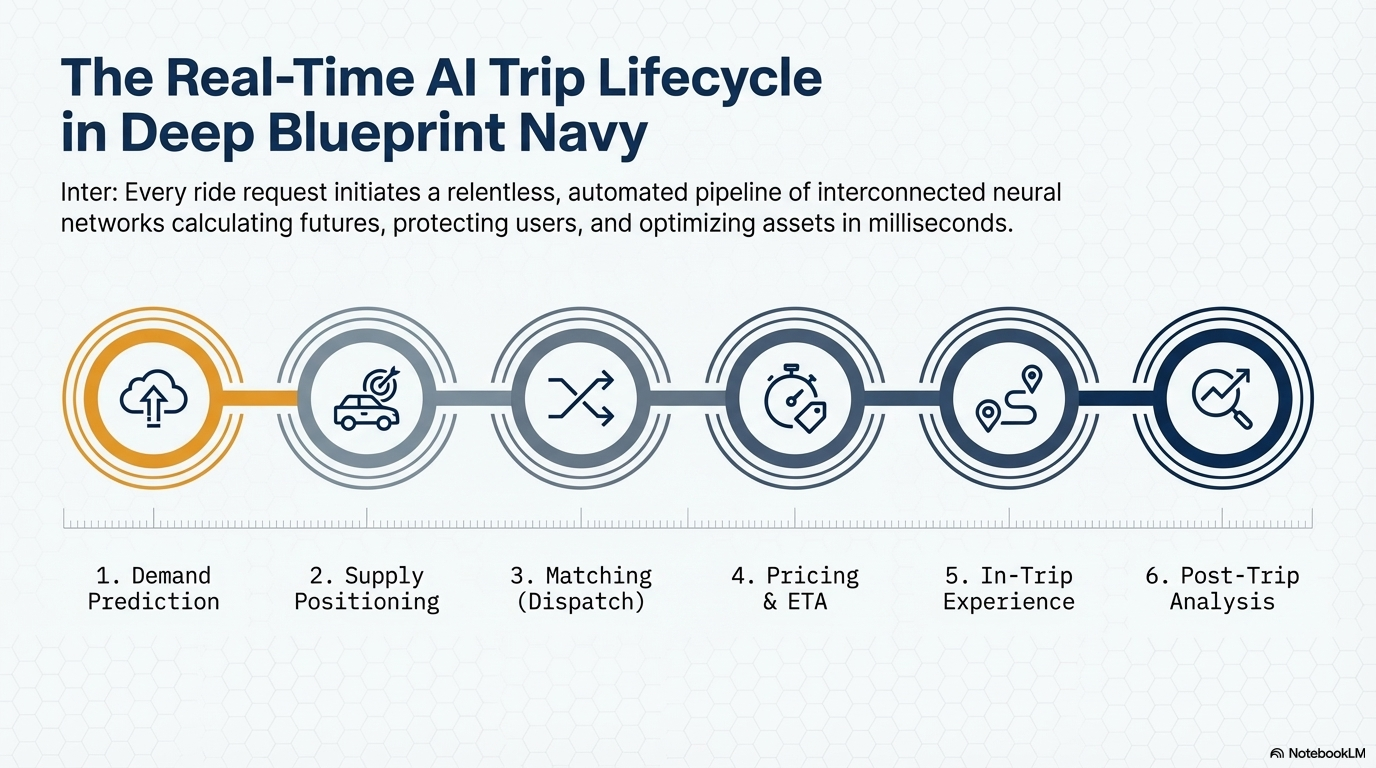 The Real-Time AI Trip Lifecycle
in Deep Blueprint Navy
Inter: Every ride request initiates a relentless, automated pipeline of interconnected neural
networks calculating futures, protecting users, and optimizing assets in milliseconds.
1. Demand
Prediction
2. Supply
Positioning
3. Matching
(Dispatch)
4. Pricing
& ETA
5. In-Trip
Experience
6. Post-Trip
Analysis
NotebookLM